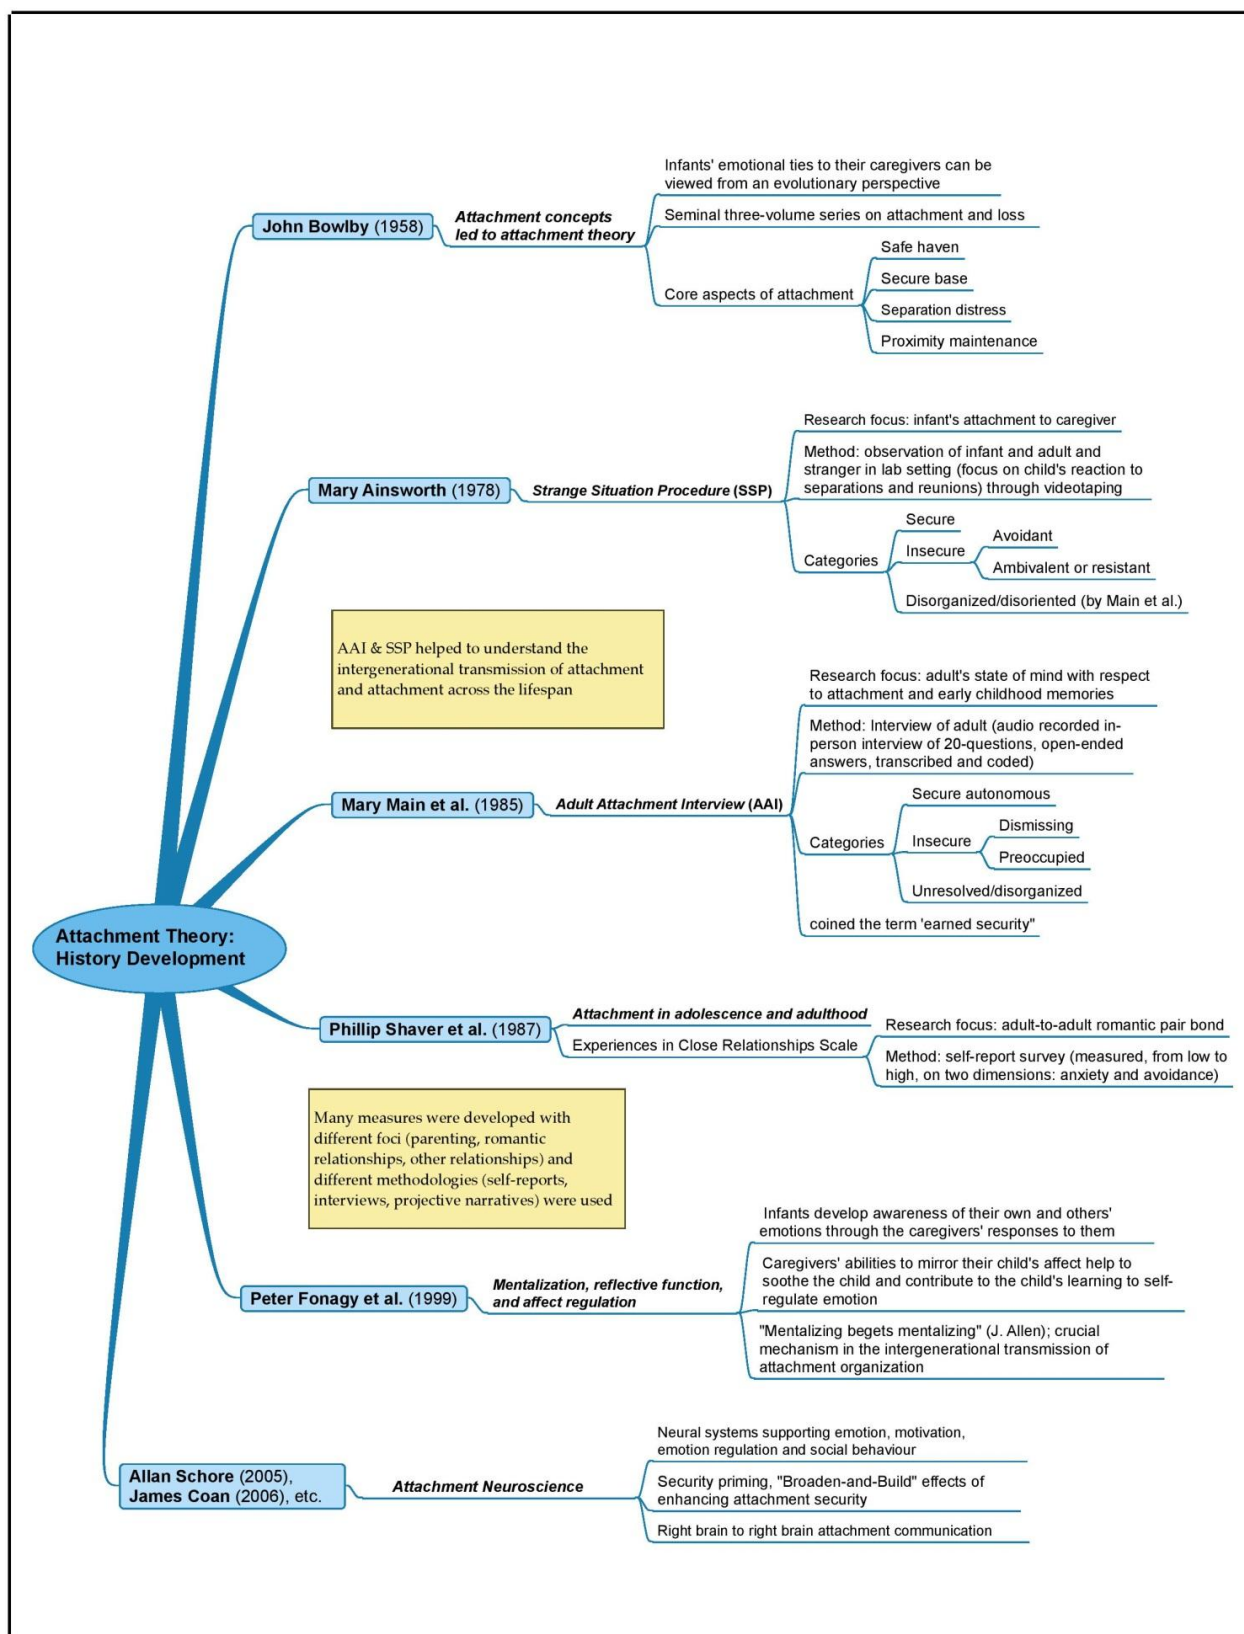 Infants' emotional ties to their caregivers can be
viewed from an evolutionary perspective
John Bowlby (1958)
Attachment concepts
led to attachment theory
Seminal three-volume series on attachment and loss
Core aspects of attachment
Safe haven
Secure base
Separation distress
Proximity maintenance
Mary Ainsworth (1978)
Strange Situation Procedure (SSP)
Research focus: infant's attachment to caregiver
Method: observation of infant and adult and
stranger in lab setting (focus on child's reaction to
separations and reunions) through videotaping
Categories
Secure
Insecure
Avoidant
Ambivalent or resistant
Disorganized/disoriented (by Main et al.)
AAI & SSP helped to understand the
intergenerational transmission of attachment
and attachment across the lifespan
Mary Main et al. (1985)
Adult Attachment Interview (AAI)
Research focus: adult's state of mind with respect
to attachment and early childhood memories
Method: Interview of adult (audio recorded in-
person interview of 20-questions, open-ended
answers, transcribed and coded)
Categories
Secure autonomous
Insecure
Dismissing
Preoccupied
Unresolved/disorganized
coined the term 'earned security"
Attachment Theory:
History Development
Phillip Shaver et al. (1987)
Attachment in adolescence and adulthood
Experiences in Close Relationships Scale
Research focus: adult-to-adult romantic pair bond
Method: self-report survey (measured, from low to
high, on two dimensions: anxiety and avoidance)
Many measures were developed with
different foci (parenting, romantic
relationships, other relationships) and
different methodologies (self-reports,
interviews, projective narratives) were used
Peter Fonagy et al. (1999)
Mentalization, reflective function,
and affect regulation
Infants develop awareness of their own and others'
emotions through the caregivers' responses to them
Caregivers' abilities to mirror their child's affect help to
soothe the child and contribute to the child's learning to self-
regulate emotion
"Mentalizing begets mentalizing" (J. Allen); crucial
mechanism in the intergenerational transmission of
attachment organization
Allan Schore (2005),
James Coan (2006), etc.
Attachment Neuroscience
Neural systems supporting emotion, motivation,
emotion regulation and social behaviour
Security priming, "Broaden-and-Build" effects of
enhancing attachment security
Right brain to right brain attachment communication